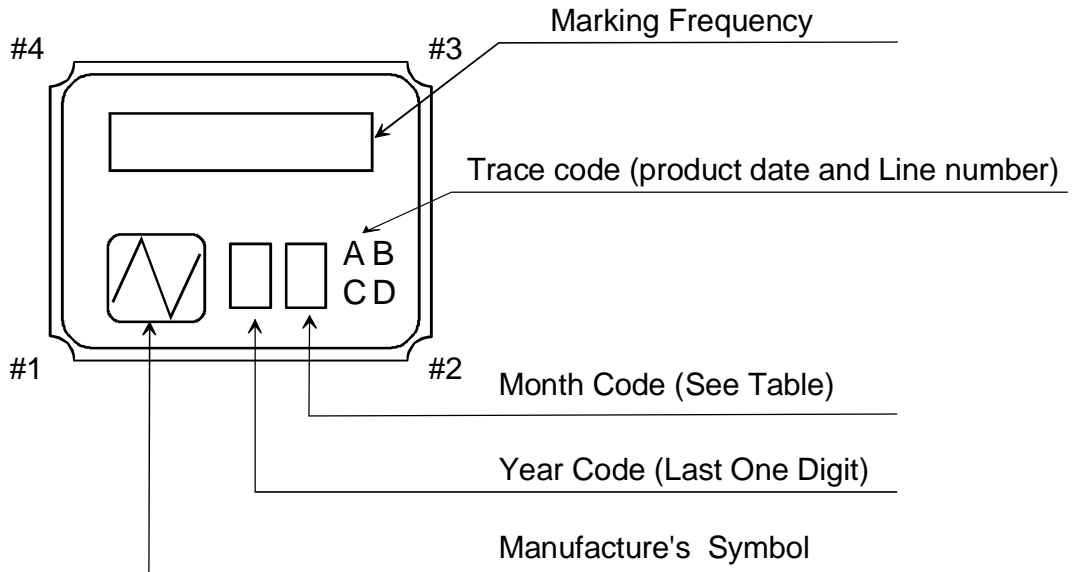 Marking Frequency
#4 #3
Trace code (product date and Line number)
A B
C D
#1 #2
Month Code (See Table)
Year Code (Last One Digit)
Manufacture's Symbol